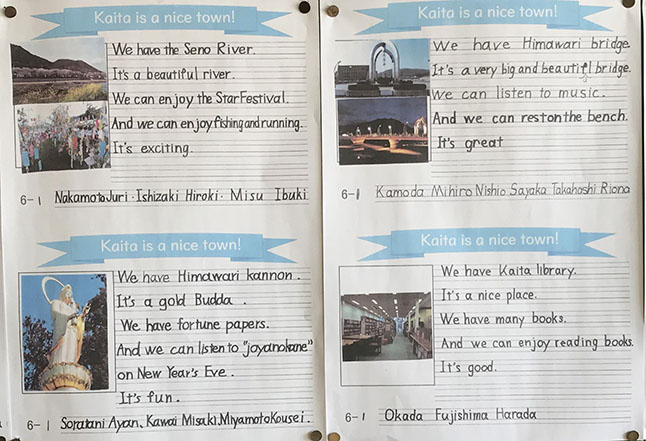 Kaita is a nice town!
We have the Seno River.
It's a beautiful river.
We can enjoy the Star Festival.
And we can enjoy fishing and running.
It's exciting.
6-1 Nakamoto Juri · Ishizaki Hiroki · Misu Ibuki
Kaita is a nice town!
We have Himawari bridge.
It's a very big and beautiful bridge.
We can listen to music.
And we can rest on the bench.
It's great
6-1 Kamoda Mihiro Nishio Sayaka Takahashi Riona
Kaita is a nice town!
We have Himawari kannon.
It's a gold Budda.
We have fortune papers.
And we can listen to "joyanokane"
on New Year's Eve.
It's fun.
6-1 Soratani Ayan, Kawai Misaki, Miyamoto Kousei.
Kaita is a nice town!
We have Kaita library.
It's a nice place.
We have many books.
And we can enjoy reading books.
It's good.
6-1 Okada Fujishima Harada